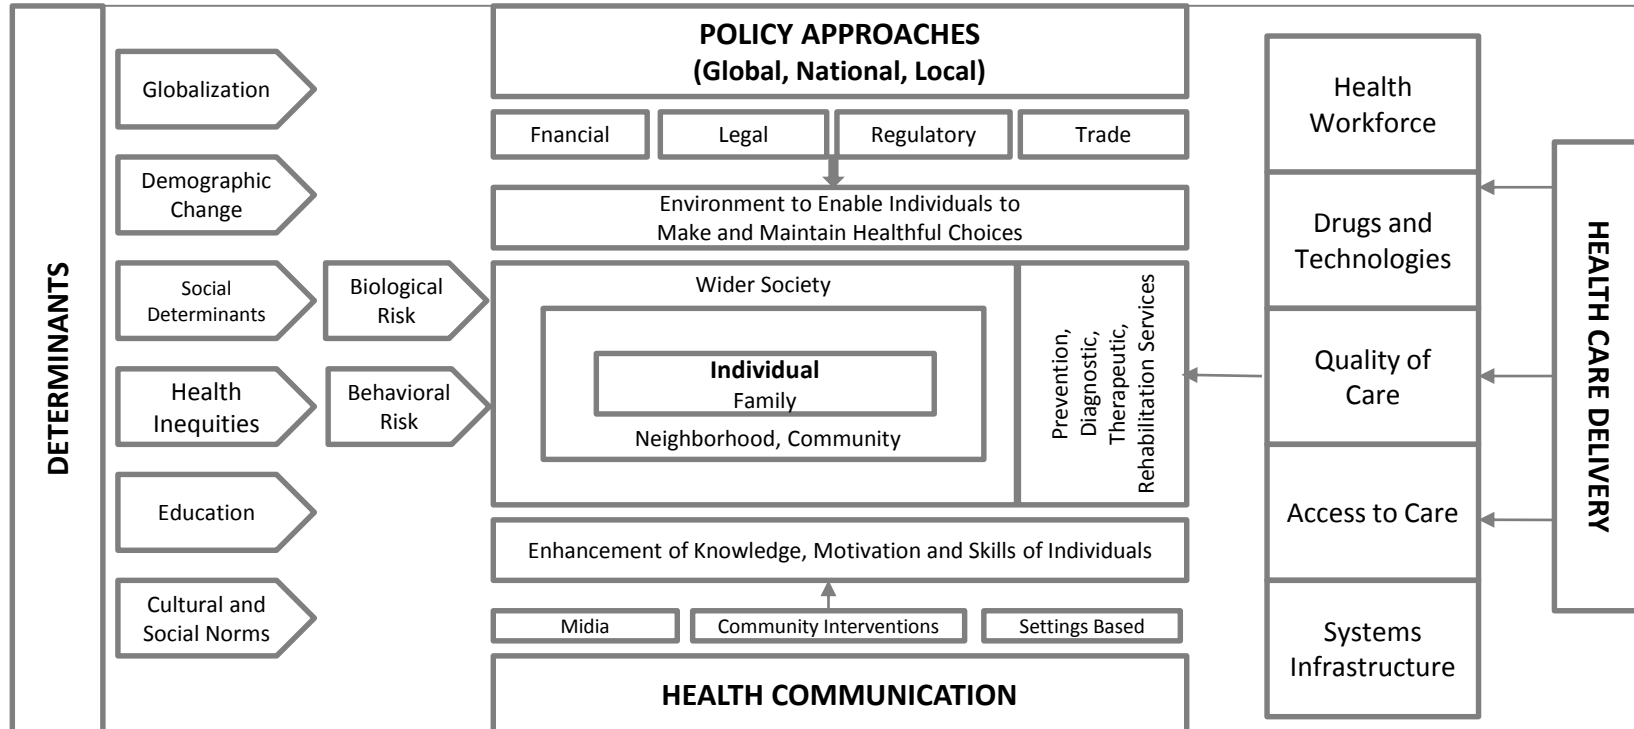 DETERMINANTS
Globalization
Demographic
Change
Social
Determinants
Health
Inequities
Education
Cultural and
Social Norms
Biological
Risk
Behavioral
Risk
POLICY APPROACHES
(Global, National, Local)
Fnancial
Legal
Regulatory
Trade
Environment to Enable Individuals to
Make and Maintain Healthful Choices
Wider Society
Individual
Family
Neighborhood, Community
Prevention,
Diagnostic,
Therapeutic,
Rehabilitation Services
Enhancement of Knowledge, Motivation and Skills of Individuals
Midia
Community Interventions
Settings Based
HEALTH COMMUNICATION
Health
Workforce
Drugs and
Technologies
Quality of
Care
Access to Care
Systems
Infrastructure
HEALTH CARE DELIVERY